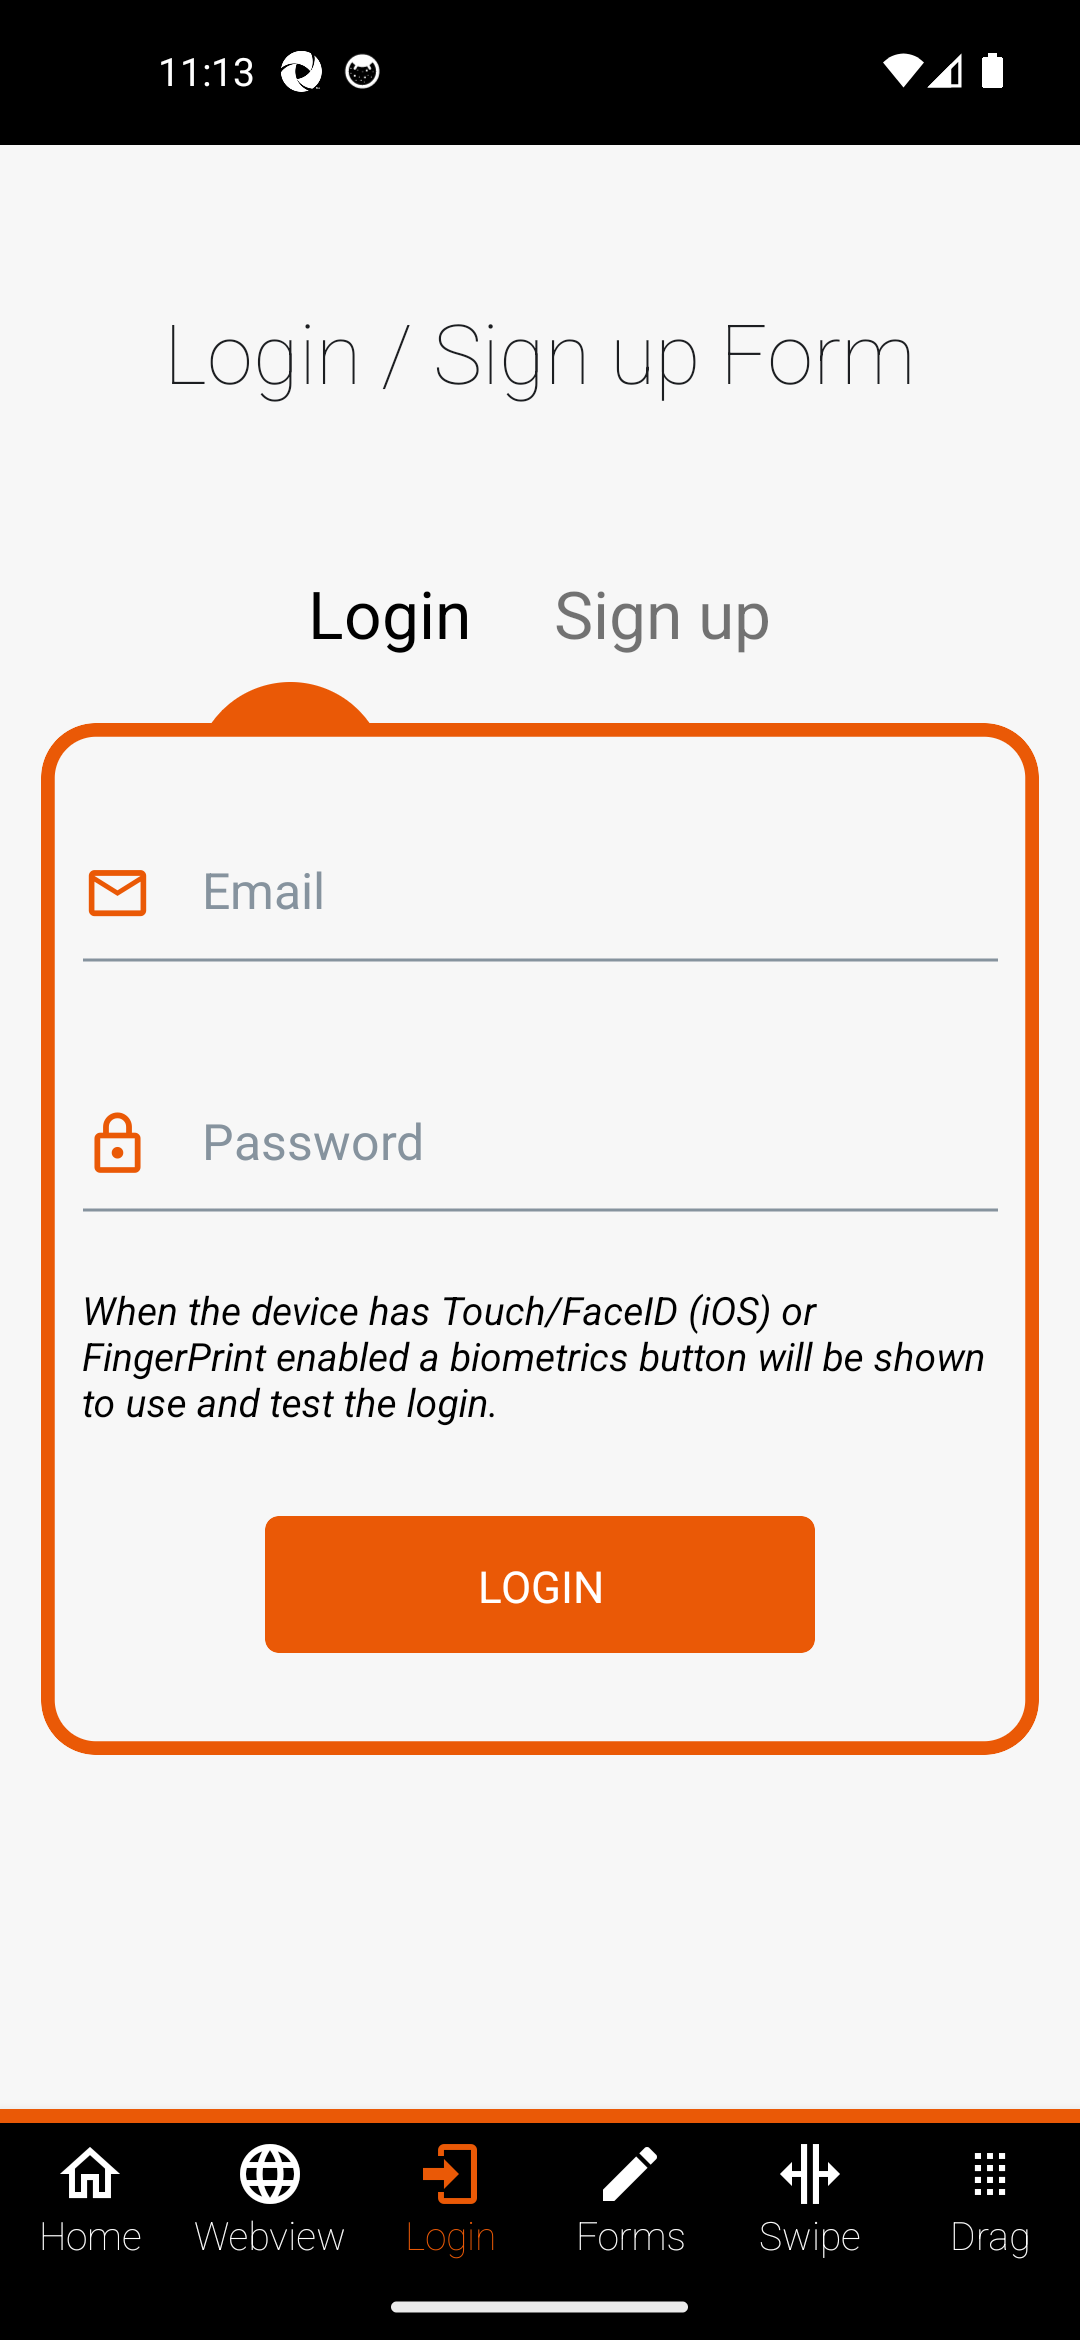 11:13
Login / Sign up Form
Login Sign up
Email
Password
When the device has Touch/FaceID (iOS) or
FingerPrint enabled a biometrics button will be shown
to use and test the login.
LOGIN
Home Webview Login Forms Swipe Drag